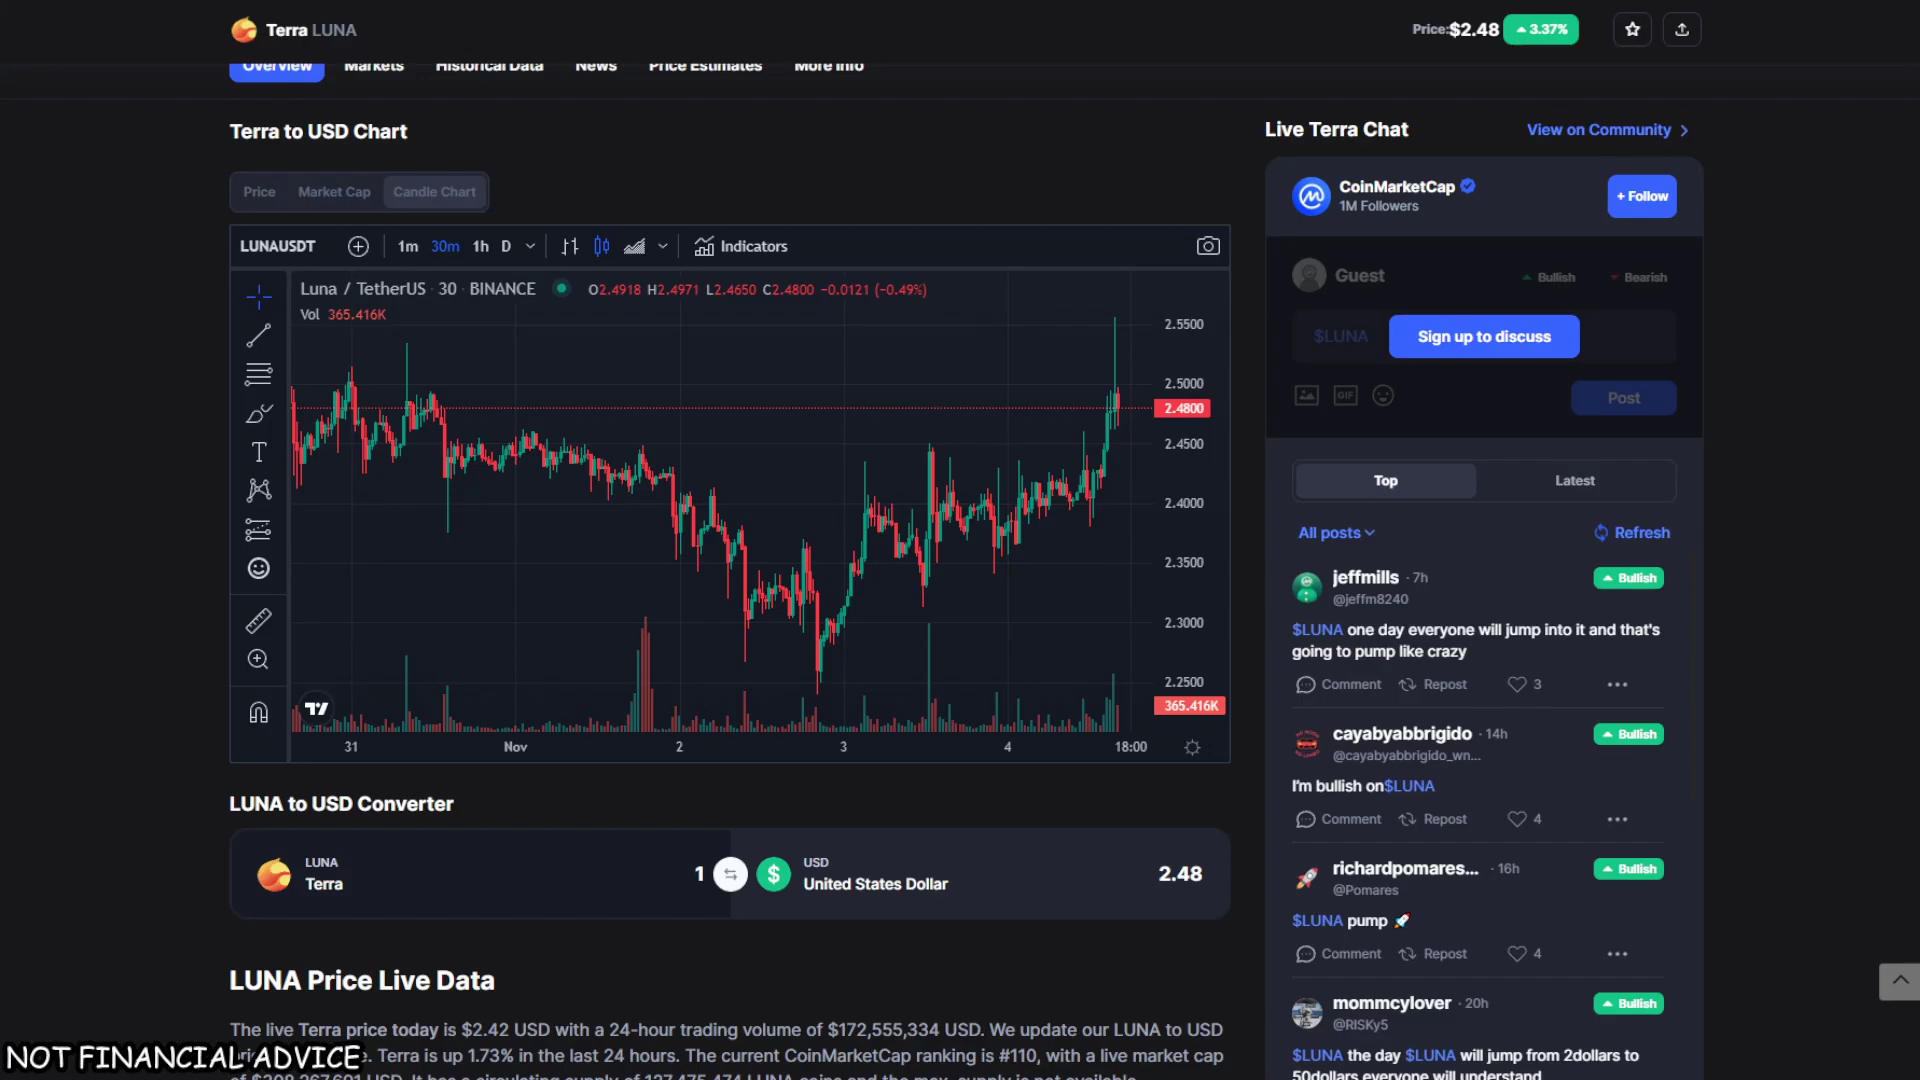 Terra LUNA
Price:$2.48 3.37%
Overview Markets Historical Data News Price Estimates More Info
Terra to USD Chart
Price Market Cap Candle Chart
LUNAUSDT 1m 30m 1h D Indicators
Luna / TetherUS · 30 · BINANCE O2.4918 H2.4971 L2.4650 C2.4800 −0.0121 (−0.49%)
Vol 365.416K
2.5500
2.5000
2.4800
2.4500
2.4000
2.3500
2.3000
2.2500
365.416K
31 Nov 2 3 4 18:00
LUNA to USD Converter
LUNA
Terra
1
USD
United States Dollar
2.48
LUNA Price Live Data
The live Terra price today is $2.42 USD with a 24-hour trading volume of $172,555,334 USD. We update our LUNA to USD
e. Terra is up 1.73% in the last 24 hours. The current CoinMarketCap ranking is #110, with a live market cap
NOT FINANCIAL ADVICE
Live Terra Chat
View on Community
CoinMarketCap
1M Followers
+ Follow
Guest
Bullish Bearish
$LUNA
Sign up to discuss
GIF
Post
Top Latest
All posts
Refresh
jeffmills · 7h
Bullish
@jeffm8240
$LUNA one day everyone will jump into it and that's
going to pump like crazy
Comment Repost 3
cayabyabbrigido · 14h
Bullish
@cayabyabbrigido_wn...
I'm bullish on$LUNA
Comment Repost 4
richardpomares... · 16h
Bullish
@Pomares
$LUNA pump 🚀
Comment Repost 4
mommcylover · 20h
Bullish
@RISKy5
$LUNA the day $LUNA will jump from 2dollars to
50dollars everyone will understand